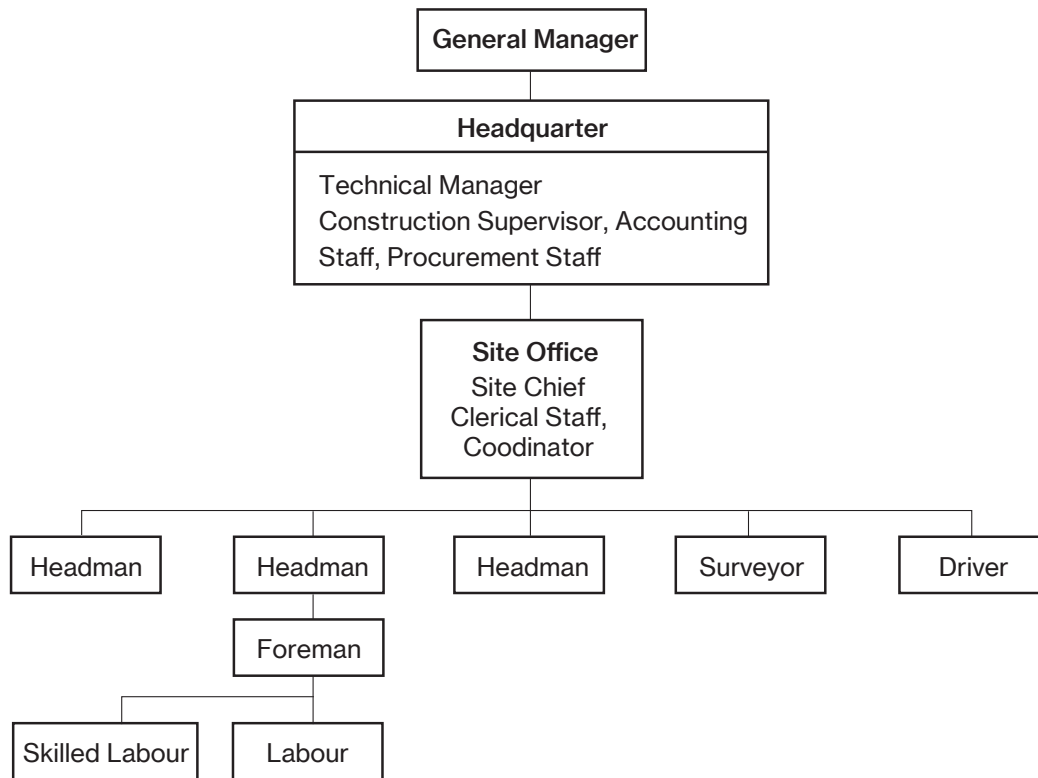 General Manager
Headquarter
Technical Manager
Construction Supervisor, Accounting
Staff, Procurement Staff
Site Office
Site Chief
Clerical Staff,
Coodinator
Headman
Headman
Headman
Surveyor
Driver
Foreman
Skilled Labour
Labour